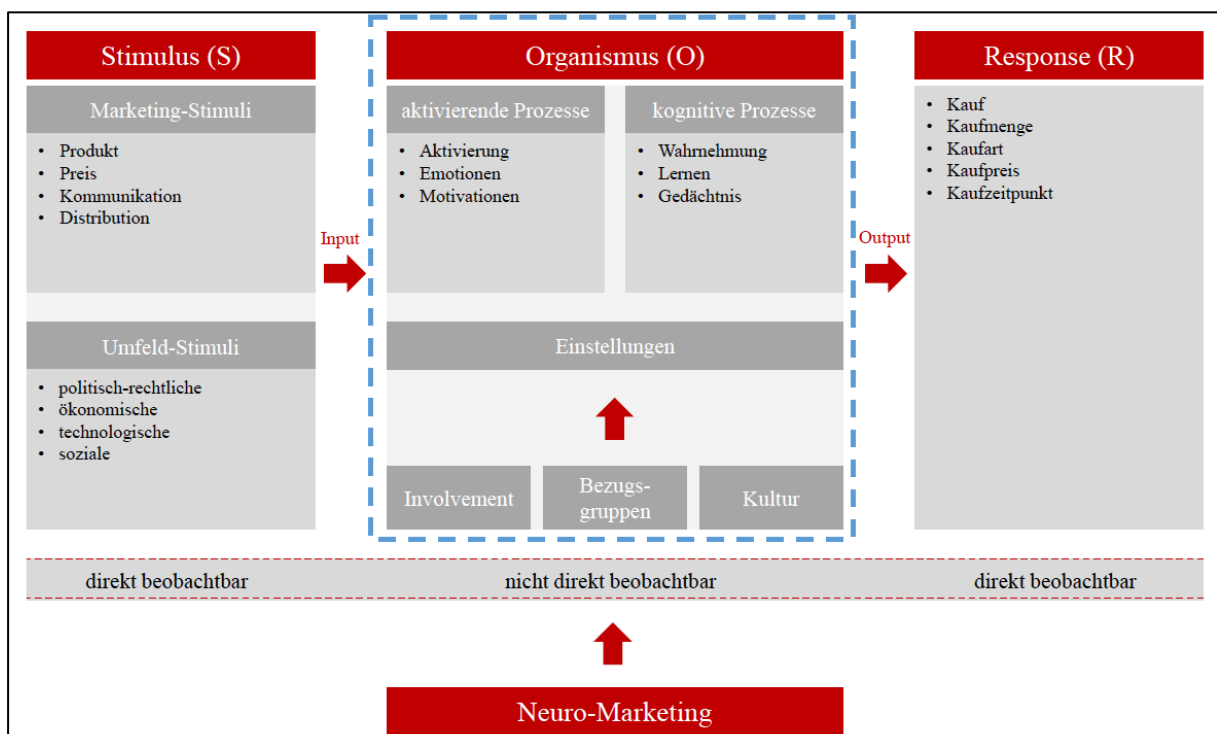 Stimulus (S)
Marketing-Stimuli
• Produkt
• Preis
• Kommunikation
• Distribution
Umfeld-Stimuli
• politisch-rechtliche
• ökonomische
• technologische
• soziale
Input
Organismus (O)
aktivierende Prozesse
• Aktivierung
• Emotionen
• Motivationen
kognitive Prozesse
• Wahrnehmung
• Lernen
• Gedächtnis
Einstellungen
Involvement
Bezugs-
gruppen
Kultur
Output
Response (R)
• Kauf
• Kaufmenge
• Kaufart
• Kaufpreis
• Kaufzeitpunkt
direkt beobachtbar
nicht direkt beobachtbar
direkt beobachtbar
Neuro-Marketing